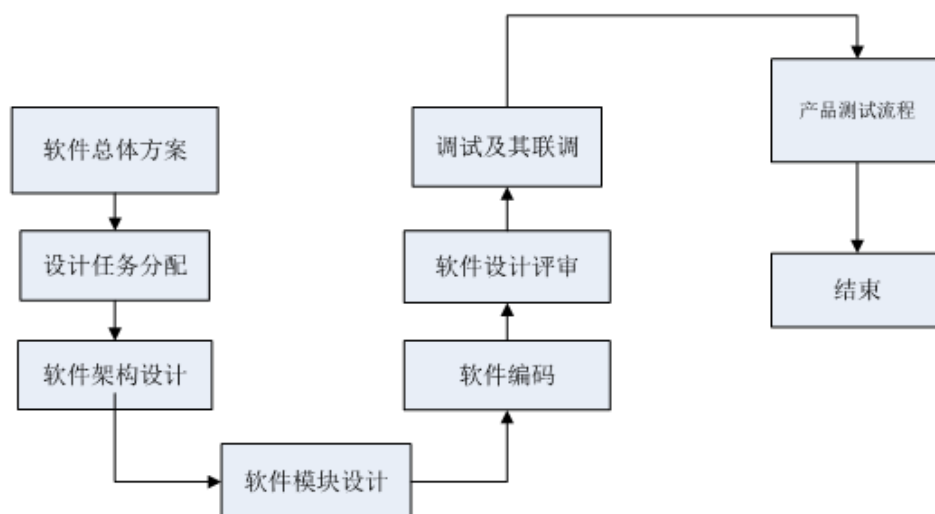 软件总体方案
设计任务分配
软件架构设计
软件模块设计
软件编码
软件设计评审
调试及其联调
产品测试流程
结束